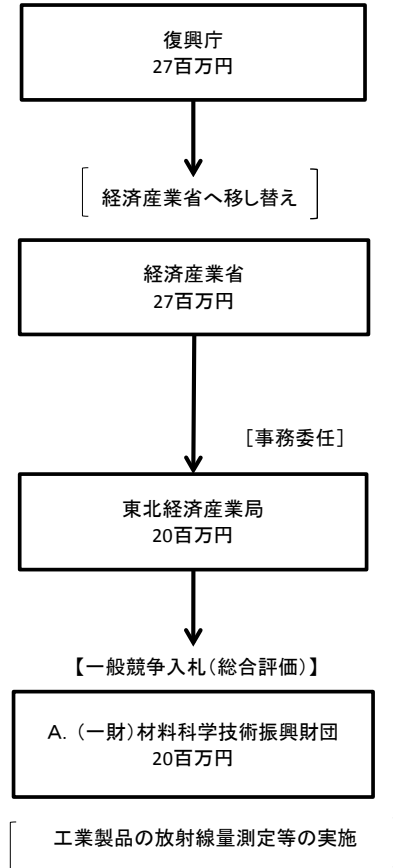 復興庁
27百万円
経済産業省へ移し替え
経済産業省
27百万円
［事務委任］
東北経済産業局
20百万円
【一般競争入札（総合評価）】
A．（一財）材料科学技術振興財団
20百万円
工業製品の放射線量測定等の実施